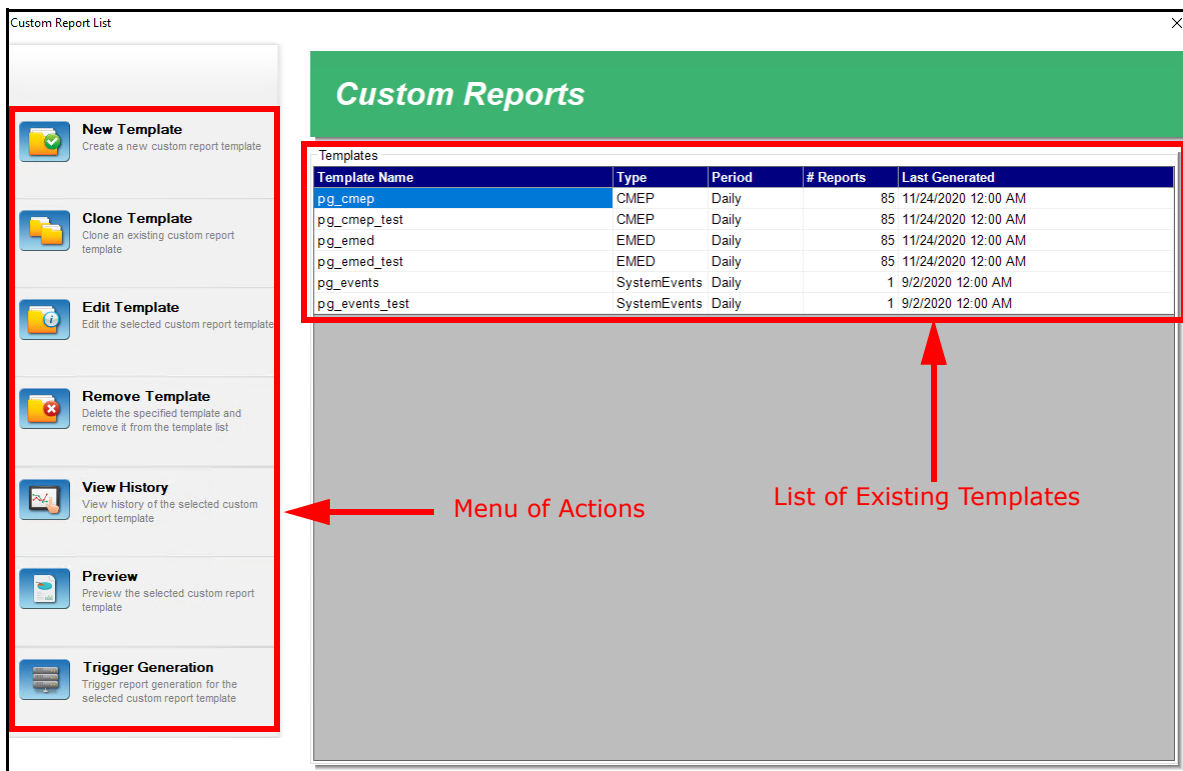 Custom Report List
Custom Reports
New Template
Create a new custom report template
Clone Template
Clone an existing custom report
template
Edit Template
Edit the selected custom report template
Remove Template
Delete the specified template and
remove it from the template list
View History
View history of the selected custom
report template
Preview
Preview the selected custom report
template
Trigger Generation
Trigger report generation for the
selected custom report template
Menu of Actions
Templates
Template Name Type Period # Reports Last Generated
pg_cmep CMEP Daily 85 11/24/2020 12:00 AM
pg_cmep_test CMEP Daily 85 11/24/2020 12:00 AM
pg_emed EMED Daily 85 11/24/2020 12:00 AM
pg_emed_test EMED Daily 85 11/24/2020 12:00 AM
pg_events SystemEvents Daily 1 9/2/2020 12:00 AM
pg_events_test SystemEvents Daily 1 9/2/2020 12:00 AM
List of Existing Templates